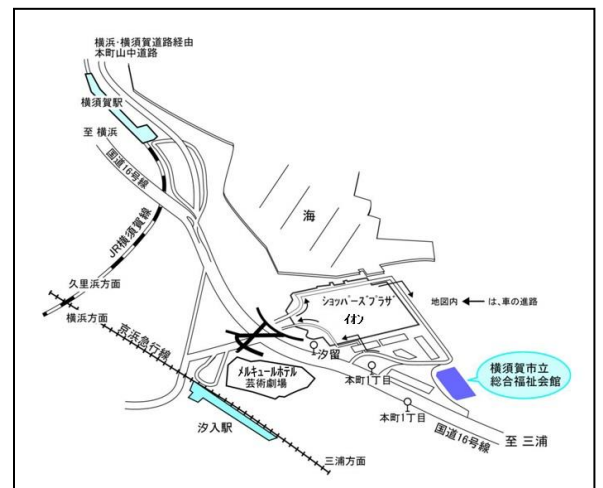 横浜・横須賀道路経由
本町山中道路
横須賀駅
至 横浜
国道16号線
JR横須賀線
海
久里浜方面
横浜方面
京浜急行線
ショッパーズプラザ
イオン
地図内 ← は、車の進路
汐留
メルキュールホテル
芸術劇場
本町1丁目
横須賀市立
総合福祉会館
汐入駅
本町1丁目
国道16号線
至 三浦
三浦方面